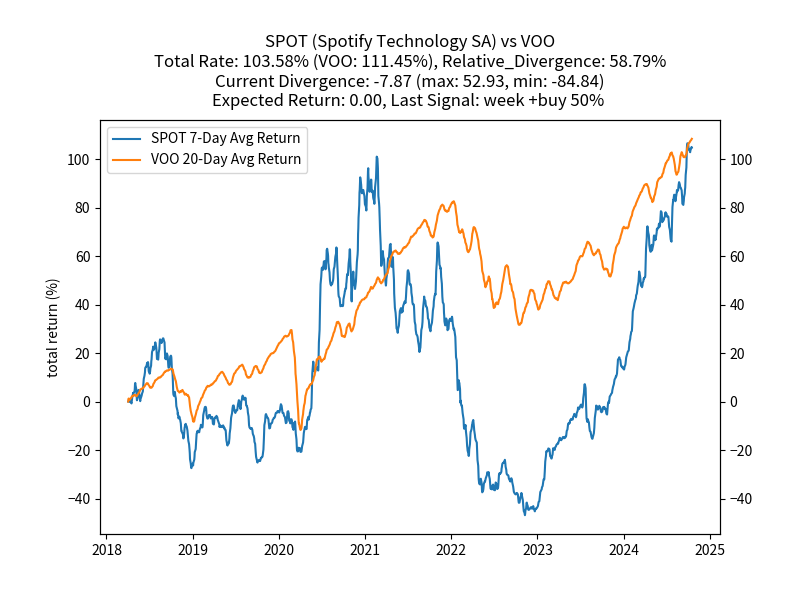 SPOT (Spotify Technology SA) vs VOO
Total Rate: 103.58% (VOO: 111.45%), Relative_Divergence: 58.79%
Current Divergence: -7.87 (max: 52.93, min: -84.84)
Expected Return: 0.00, Last Signal: week +buy 50%
SPOT 7-Day Avg Return
VOO 20-Day Avg Return
total return (%)
100
80
60
40
20
0
−20
−40
100
80
60
40
20
0
−20
−40
2018 2019 2020 2021 2022 2023 2024 2025